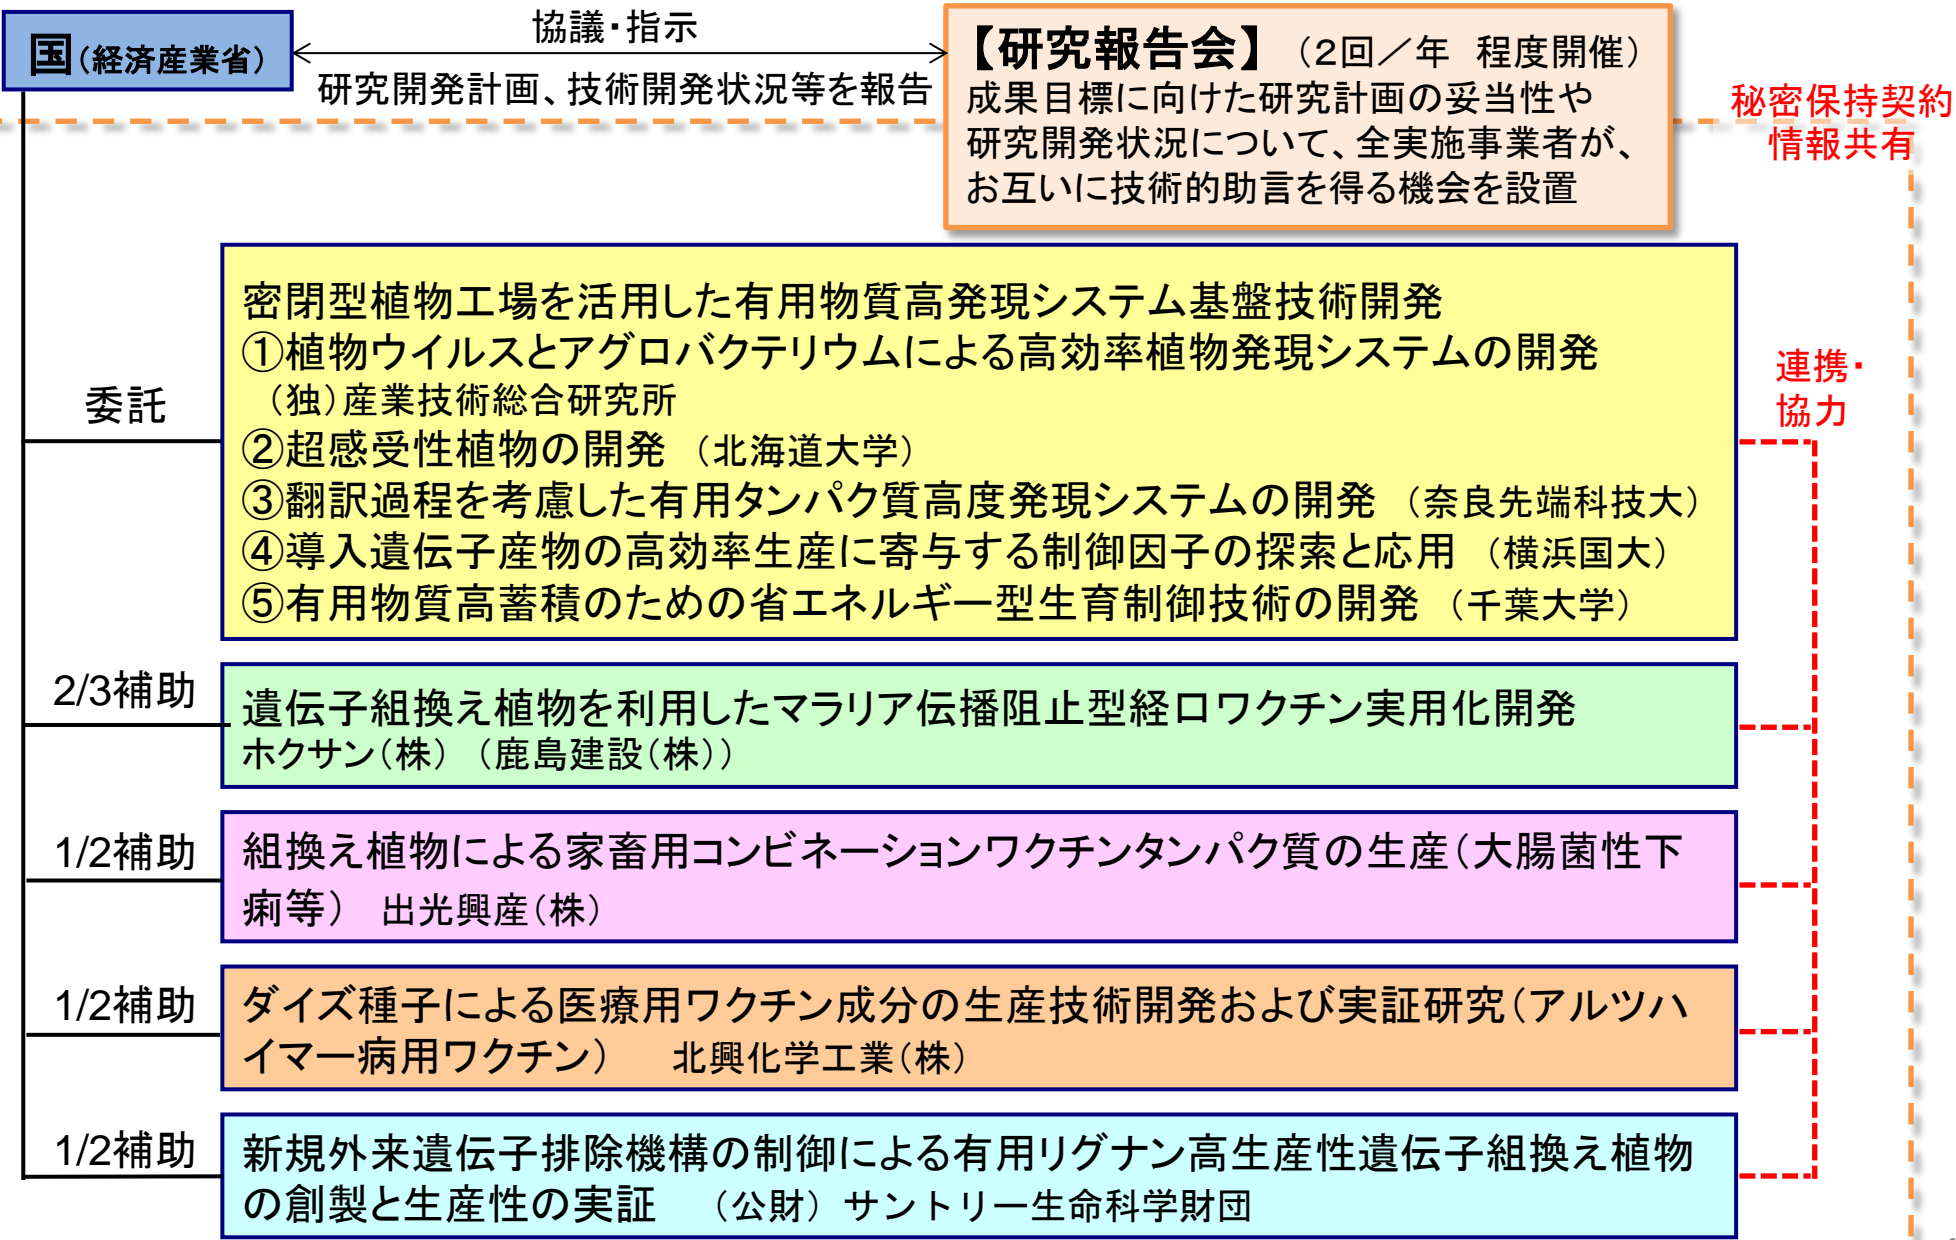 国(経済産業省)
協議・指示
研究開発計画、技術開発状況等を報告
【研究報告会】（2回／年 程度開催）
成果目標に向けた研究計画の妥当性や
研究開発状況について、全実施事業者が、
お互いに技術的助言を得る機会を設置
秘密保持契約
情報共有
委託
密閉型植物工場を活用した有用物質高発現システム基盤技術開発
①植物ウイルスとアグロバクテリウムによる高効率植物発現システムの開発
（独）産業技術総合研究所
②超感受性植物の開発（北海道大学）
③翻訳過程を考慮した有用タンパク質高度発現システムの開発（奈良先端科技大）
④導入遺伝子産物の高効率生産に寄与する制御因子の探索と応用（横浜国大）
⑤有用物質高蓄積のための省エネルギー型生育制御技術の開発（千葉大学）
連携・
協力
2/3補助
遺伝子組換え植物を利用したマラリア伝播阻止型経口ワクチン実用化開発
ホクサン（株）（鹿島建設（株））
1/2補助
組換え植物による家畜用コンビネーションワクチンタンパク質の生産（大腸菌性下
痢等） 出光興産（株）
1/2補助
ダイズ種子による医療用ワクチン成分の生産技術開発および実証研究（アルツハ
イマー病用ワクチン） 北興化学工業（株）
1/2補助
新規外来遺伝子排除機構の制御による有用リグナン高生産性遺伝子組換え植物
の創製と生産性の実証 （公財）サントリー生命科学財団